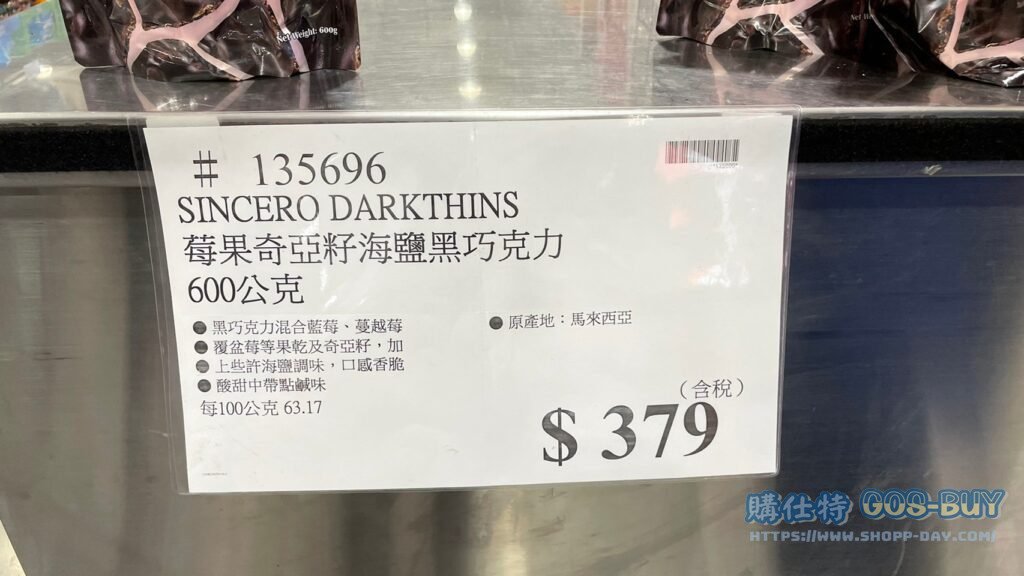 Net Weight: 600g
# 135696
SINCERO DARKTHINS
莓果奇亞籽海鹽黑巧克力
600公克
● 黑巧克力混合藍莓、蔓越莓
● 覆盆莓等果乾及奇亞籽，加
● 上些許海鹽調味，口感香脆
● 酸甜中帶點鹹味
每100公克 63.17
● 原產地：馬來西亞
（含稅）
$ 379
購仕特 GOS-BUY
HTTPS://WWW.SHOPP-DAY.COM/